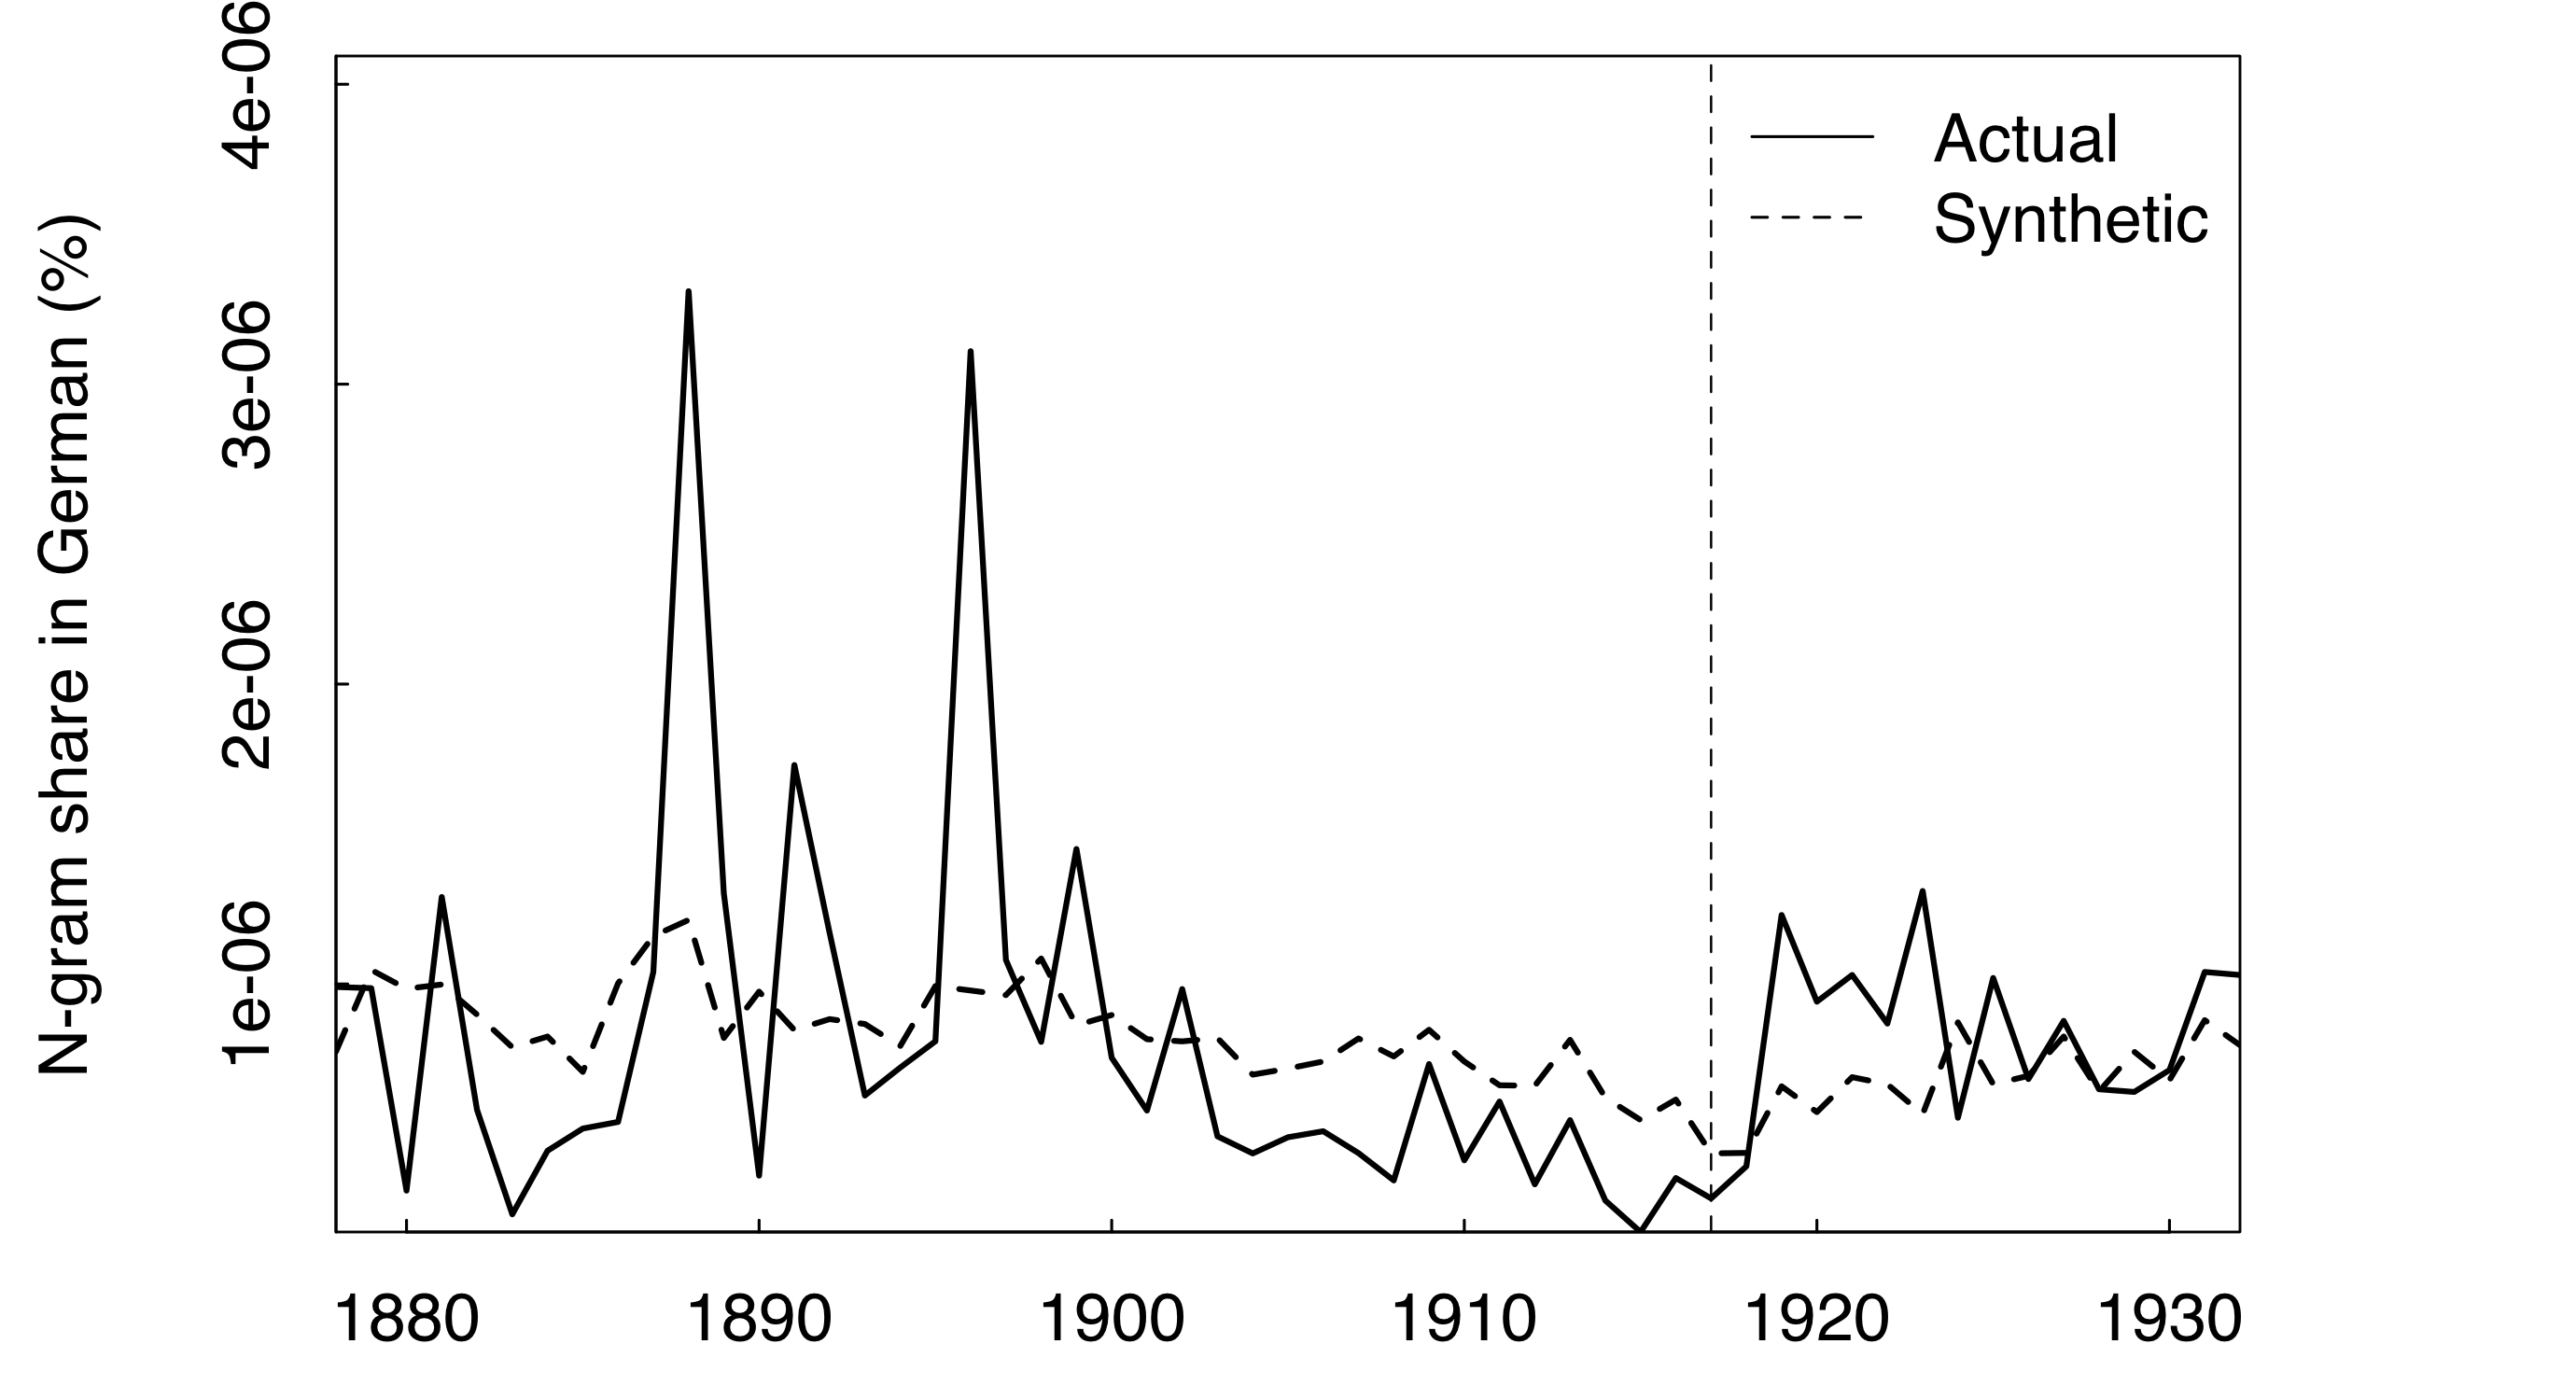 N-gram share in German (%)
4e-06
3e-06
2e-06
1e-06
Actual
Synthetic
1880 1890 1900 1910 1920 1930